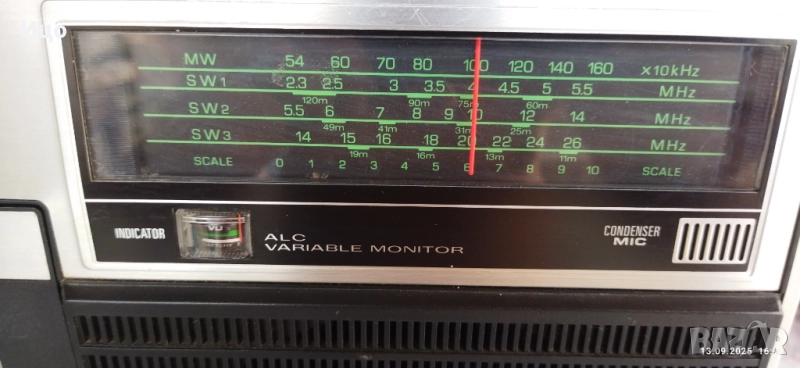 MW 54 60 70 80 100 120 140 160 x10kHz
SW1 2.3 2.5 3 3.5 4 4.5 5 5.5 MHz
120m 90m 75m 60m
SW2 5.5 6 7 8 9 10 12 14 MHz
49m 41m 31m 25m
SW3 14 15 16 18 20 22 24 26 MHz
19m 16m 13m 11m
SCALE 0 1 2 3 4 5 6 7 8 9 10 SCALE
INDICATOR
VU
ALC
VARIABLE MONITOR
CONDENSER
MIC
BAZAR
13.09.2025 16